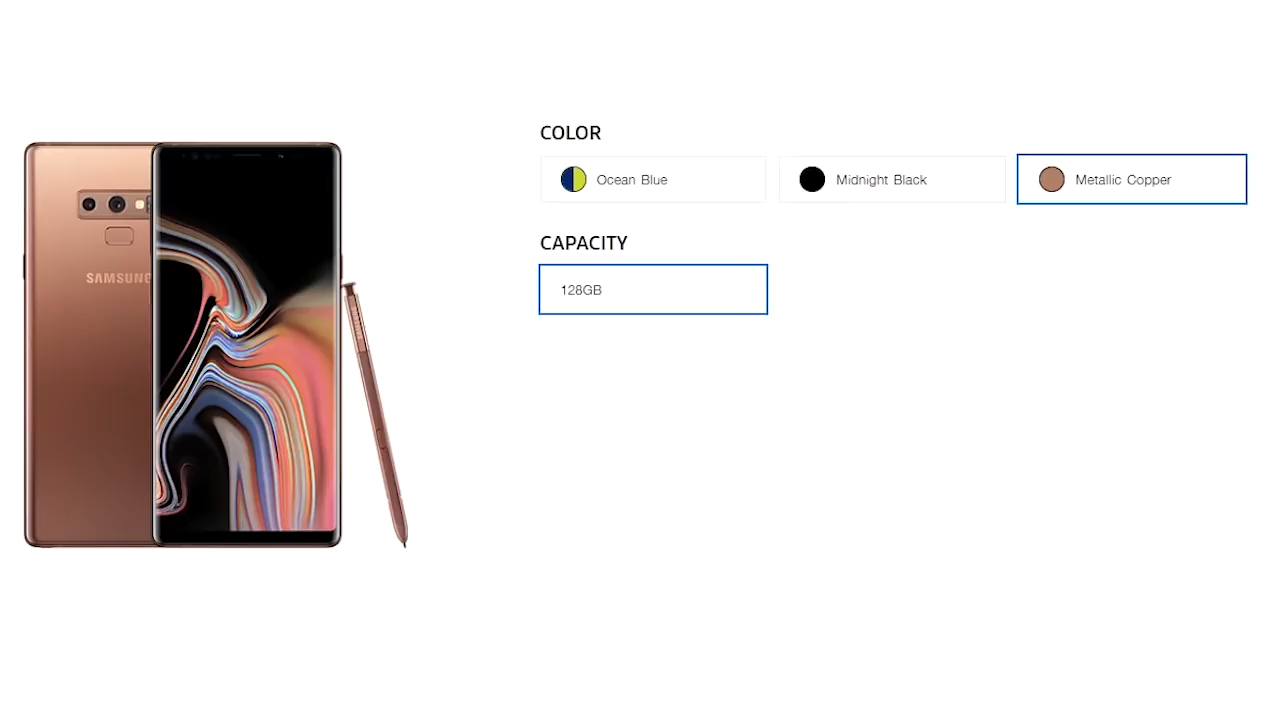 COLOR
Ocean Blue
Midnight Black
Metallic Copper
CAPACITY
128GB
SAMSUNG